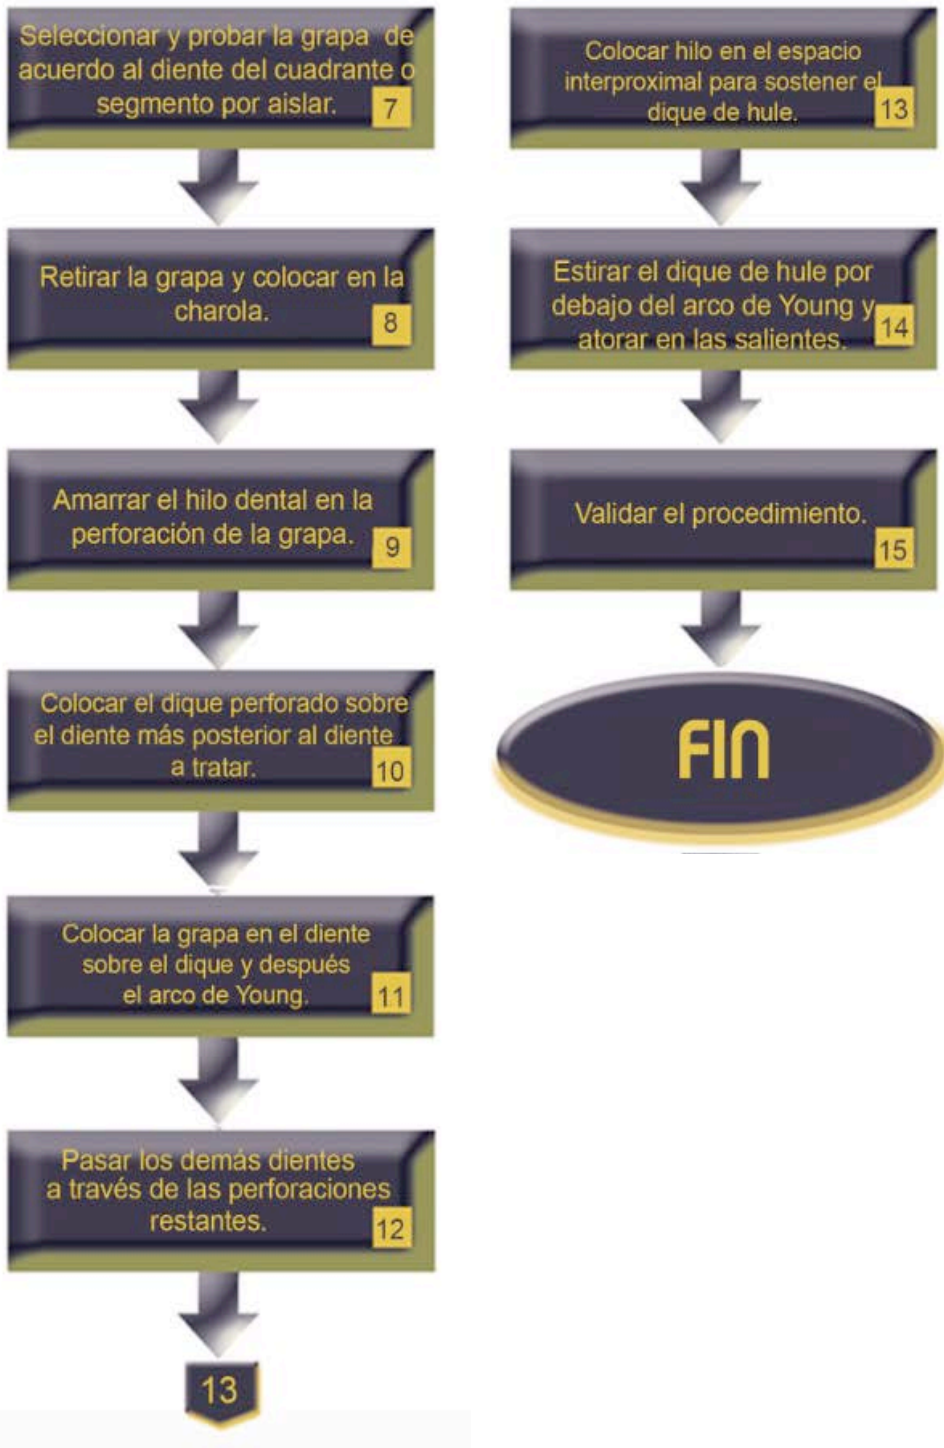 Seleccionar y probar la grapa de
acuerdo al diente del cuadrante o
segmento por aislar.
7
Retirar la grapa y colocar en la
charola.
8
Amarrar el hilo dental en la
perforación de la grapa.
9
Colocar el dique perforado sobre
el diente más posterior al diente
a tratar.
10
Colocar la grapa en el diente
sobre el dique y después
el arco de Young.
11
Pasar los demás dientes
a través de las perforaciones
restantes.
12
13
Colocar hilo en el espacio
interproximal para sostener el
dique de hule.
13
Estirar el dique de hule por
debajo del arco de Young y
atorar en las salientes.
14
Validar el procedimiento.
15
FIN